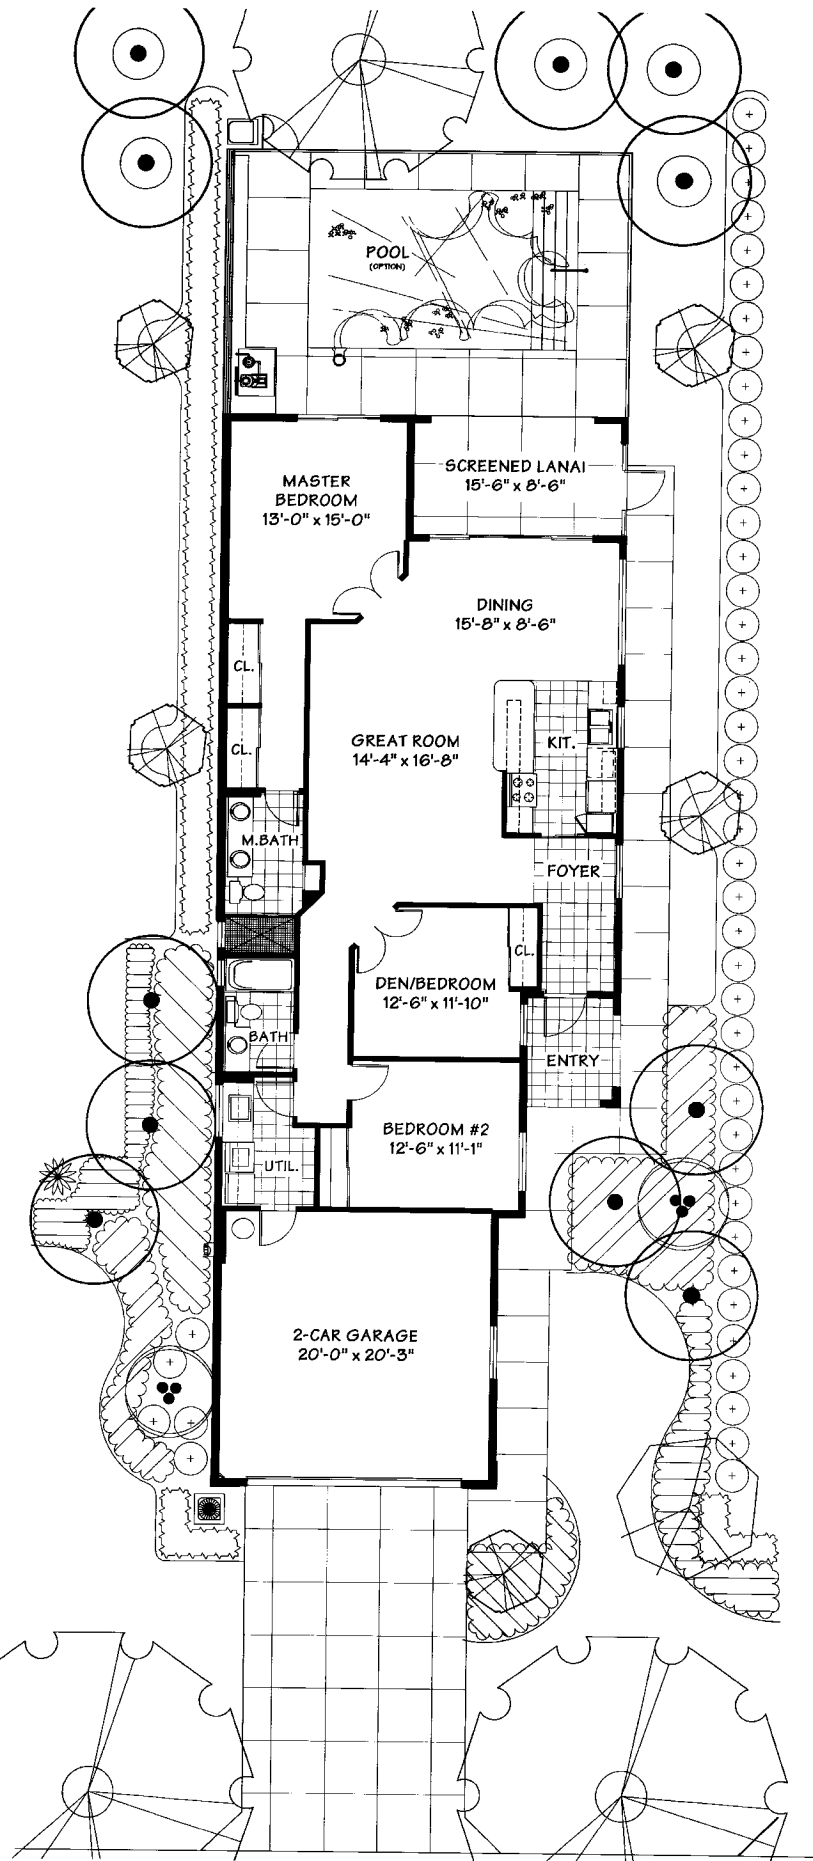 POOL
(OPTION)
SCREENED LANAI
15'-6" x 8'-6"
MASTER
BEDROOM
13'-0" x 15'-0"
DINING
15'-8" x 8'-6"
CL.
CL.
GREAT ROOM
14'-4" x 16'-8"
KIT.
M.BATH
FOYER
CL.
DEN/BEDROOM
12'-6" x 11'-10"
BATH
ENTRY
BEDROOM #2
12'-6" x 11'-1"
UTIL.
2-CAR GARAGE
20'-0" x 20'-3"